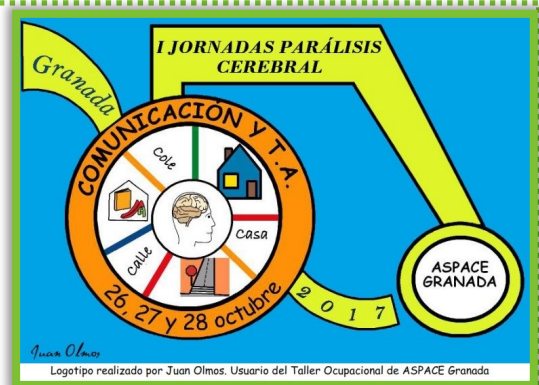 Granada
I JORNADAS PARÁLISIS
CEREBRAL
COMUNICACIÓN Y T.A.
Cole
Casa
Calle
26, 27 y 28 octubre
2017
ASPACE
GRANADA
Juan Olmos
Logotipo realizado por Juan Olmos. Usuario del Taller Ocupacional de ASPACE Granada